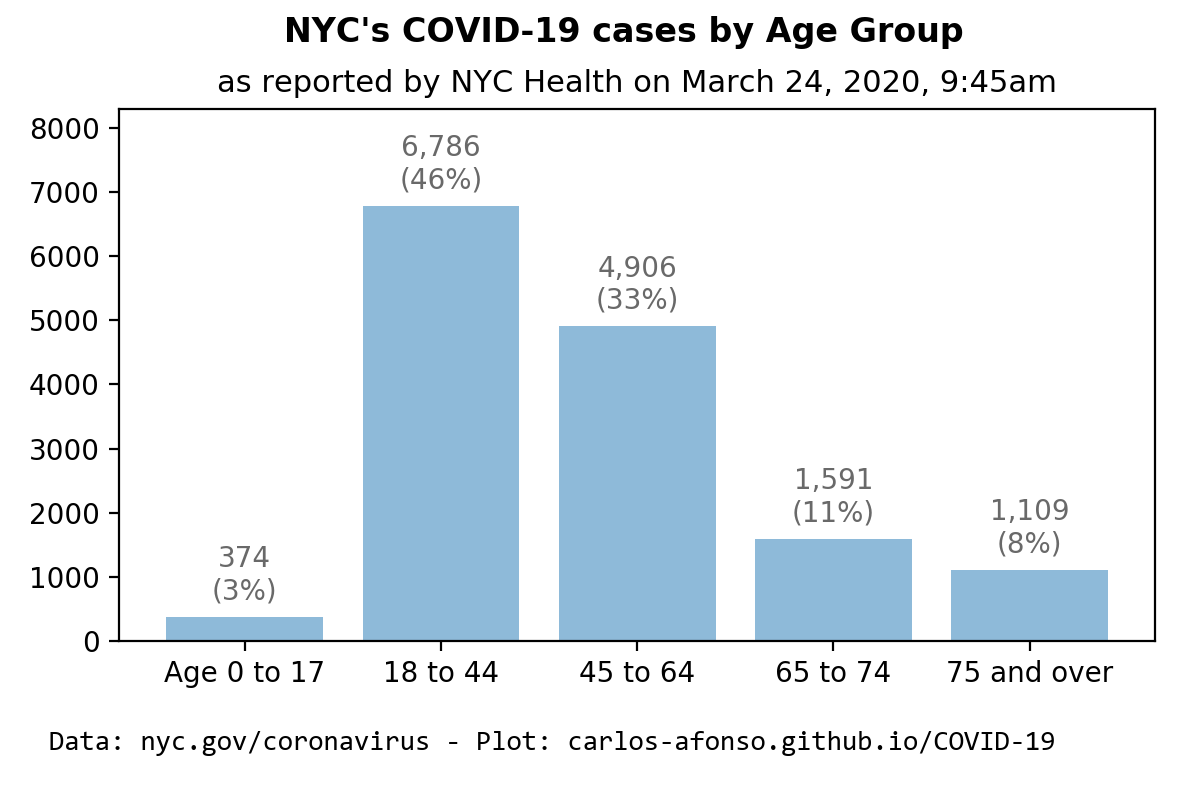 NYC's COVID-19 cases by Age Group
as reported by NYC Health on March 24, 2020, 9:45am
8000
7000
6000
5000
4000
3000
2000
1000
0
374
(3%)
6,786
(46%)
4,906
(33%)
1,591
(11%)
1,109
(8%)
Age 0 to 17
18 to 44
45 to 64
65 to 74
75 and over
Data: nyc.gov/coronavirus - Plot: carlos-afonso.github.io/COVID-19